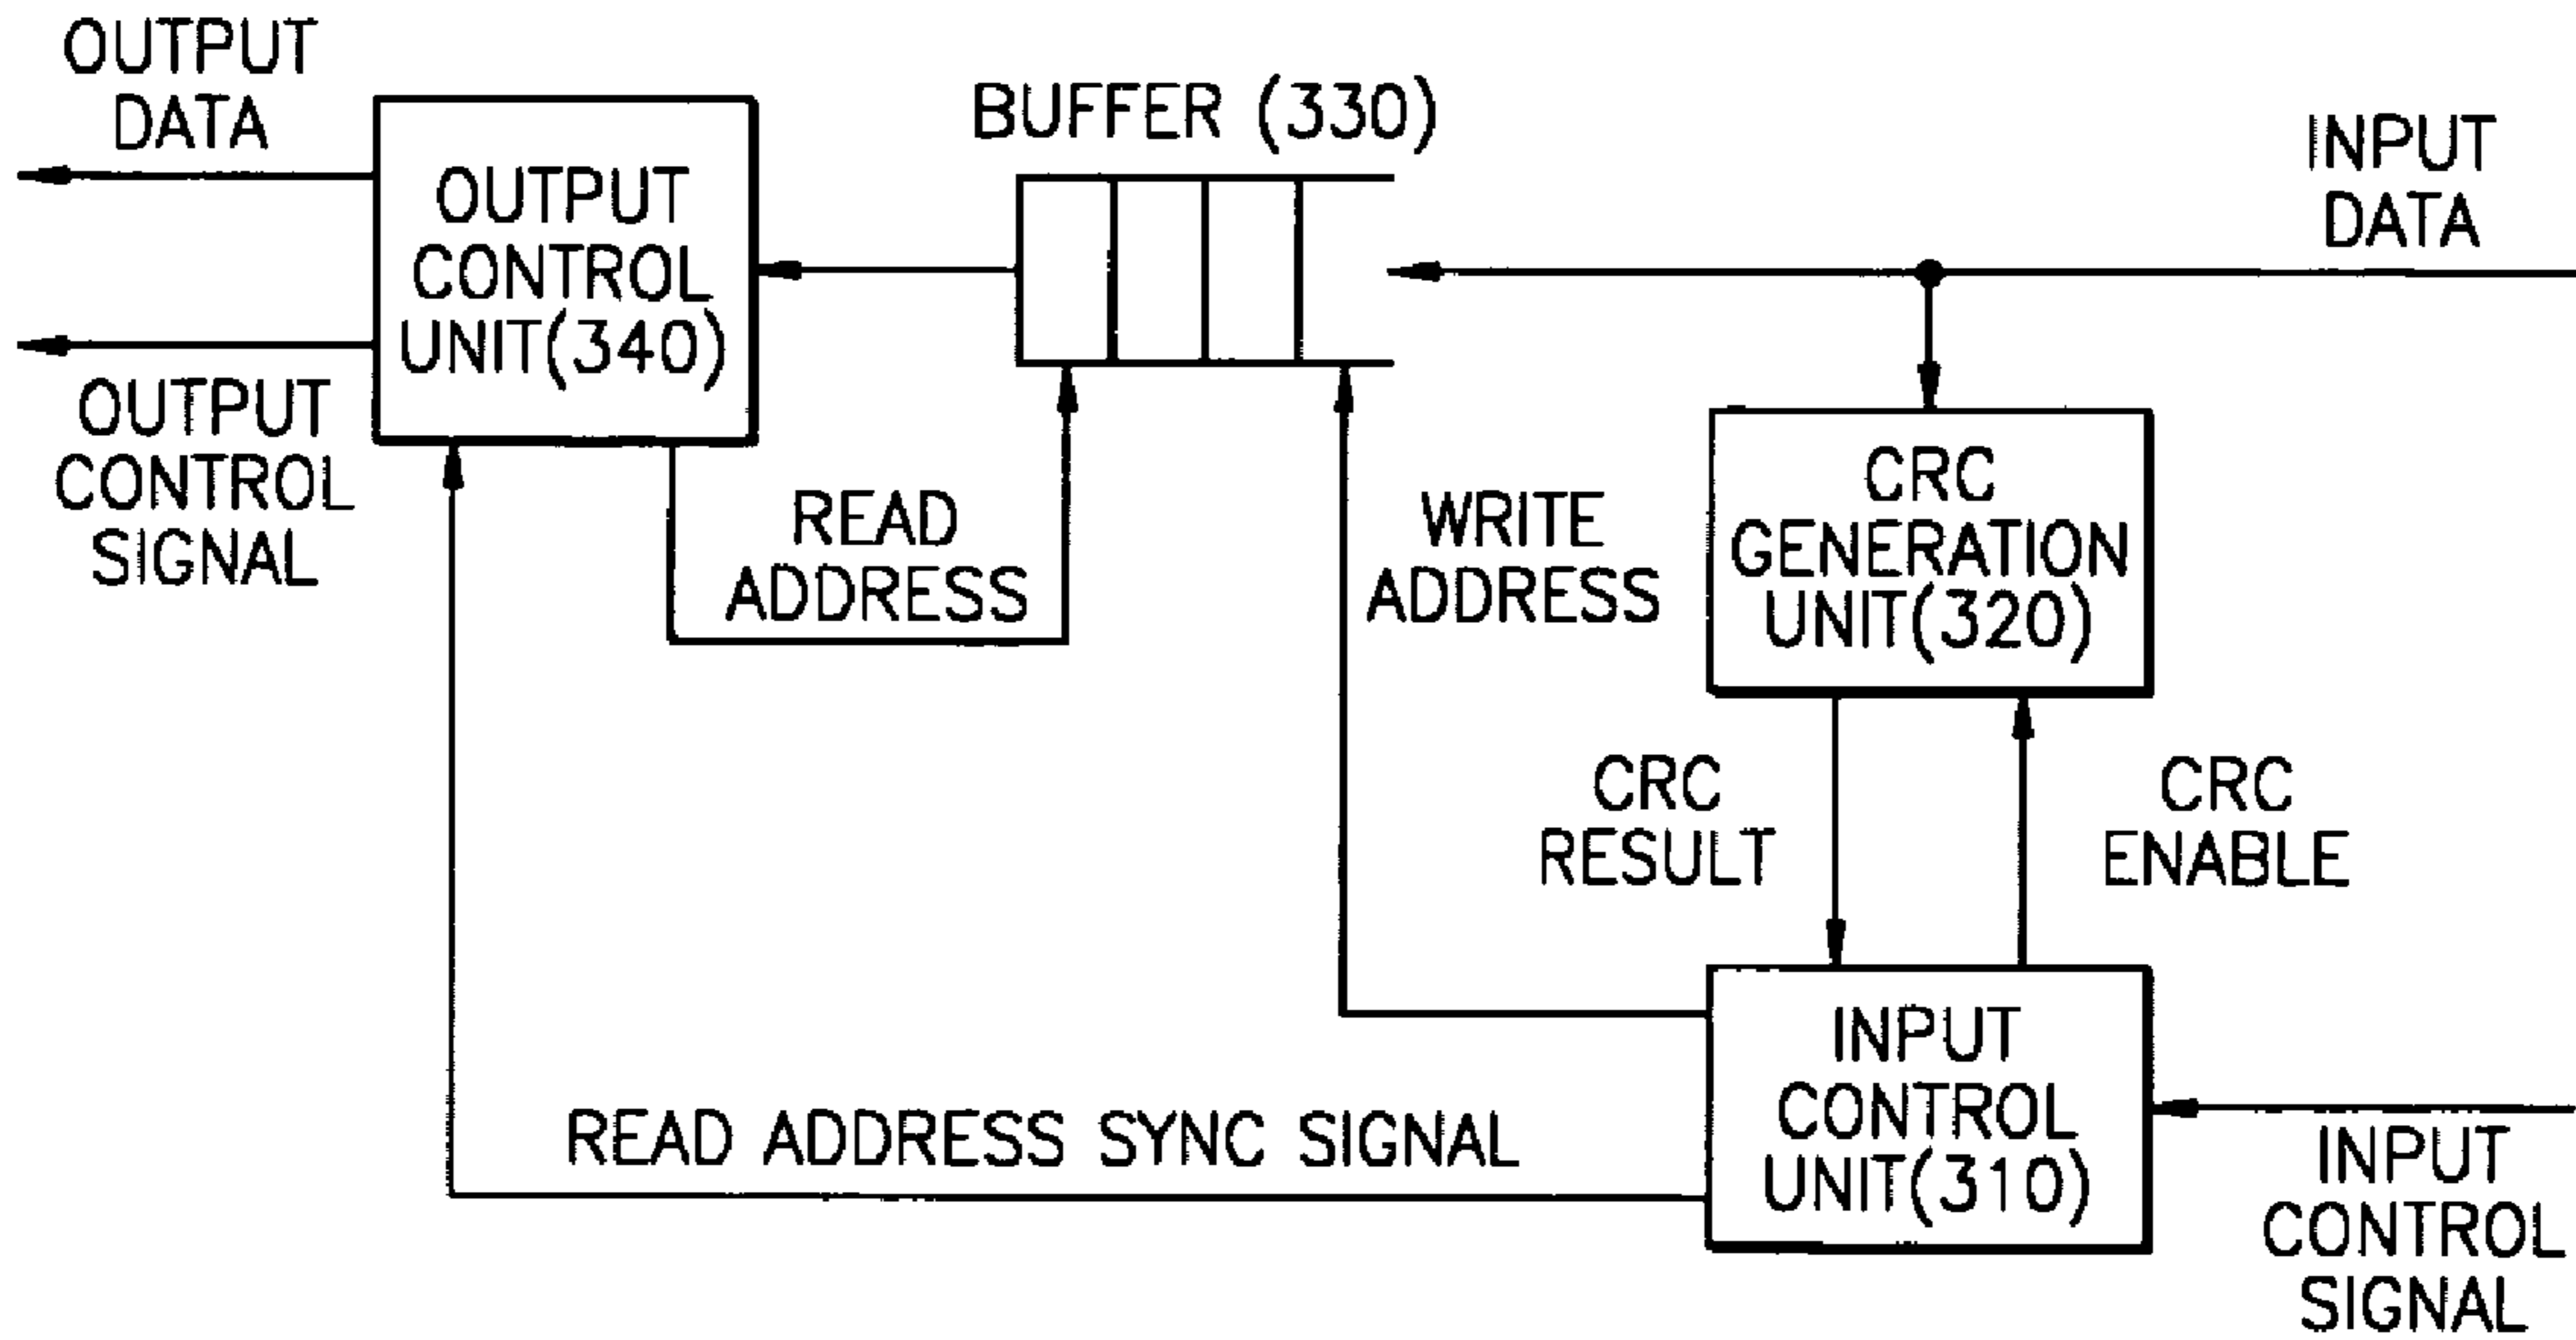 OUTPUT
DATA
BUFFER (330)
INPUT
DATA
OUTPUT
CONTROL
UNIT(340)
OUTPUT
CONTROL
SIGNAL
READ
ADDRESS
WRITE
ADDRESS
CRC
GENERATION
UNIT(320)
CRC
RESULT
CRC
ENABLE
READ ADDRESS SYNC SIGNAL
INPUT
CONTROL
UNIT(310)
INPUT
CONTROL
SIGNAL